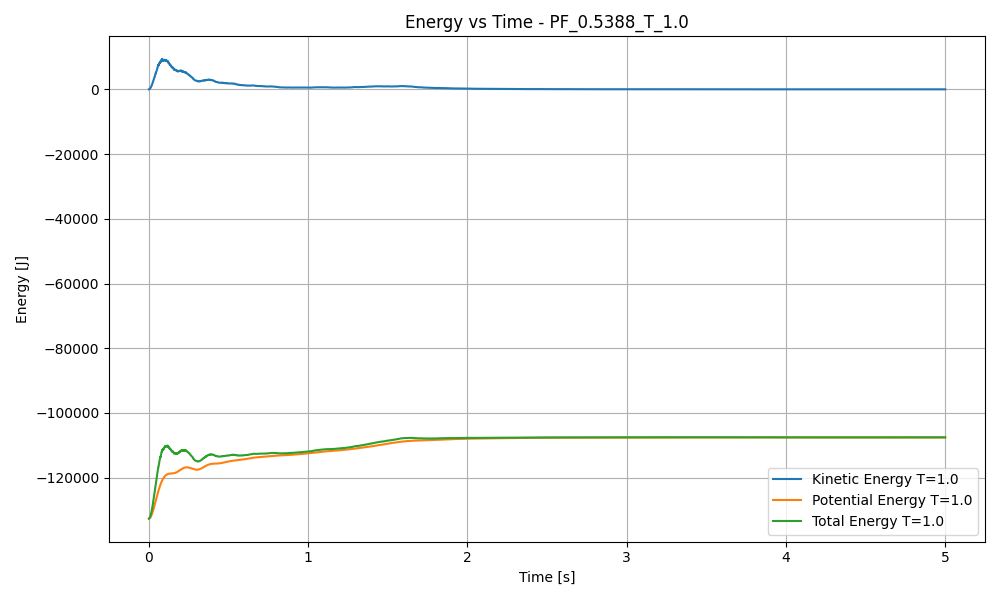 Energy vs Time - PF_0.5388_T_1.0
Energy [J]
0
−20000
−40000
−60000
−80000
−100000
−120000
0 1 2 3 4 5
Time [s]
Kinetic Energy T=1.0
Potential Energy T=1.0
Total Energy T=1.0